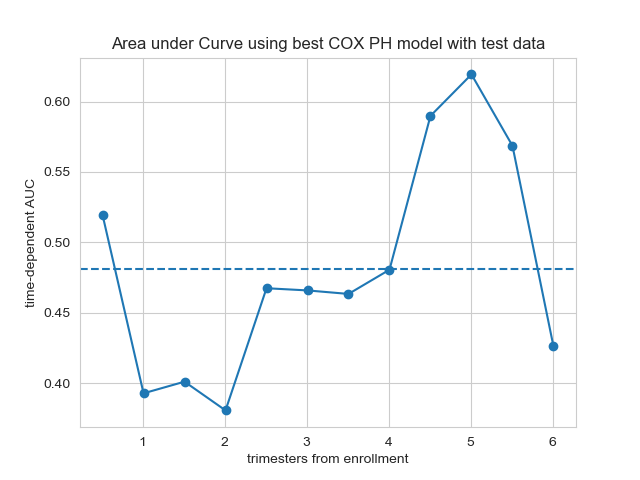 Area under Curve using best COX PH model with test data
time-dependent AUC
0.60
0.55
0.50
0.45
0.40
1 2 3 4 5 6
trimesters from enrollment